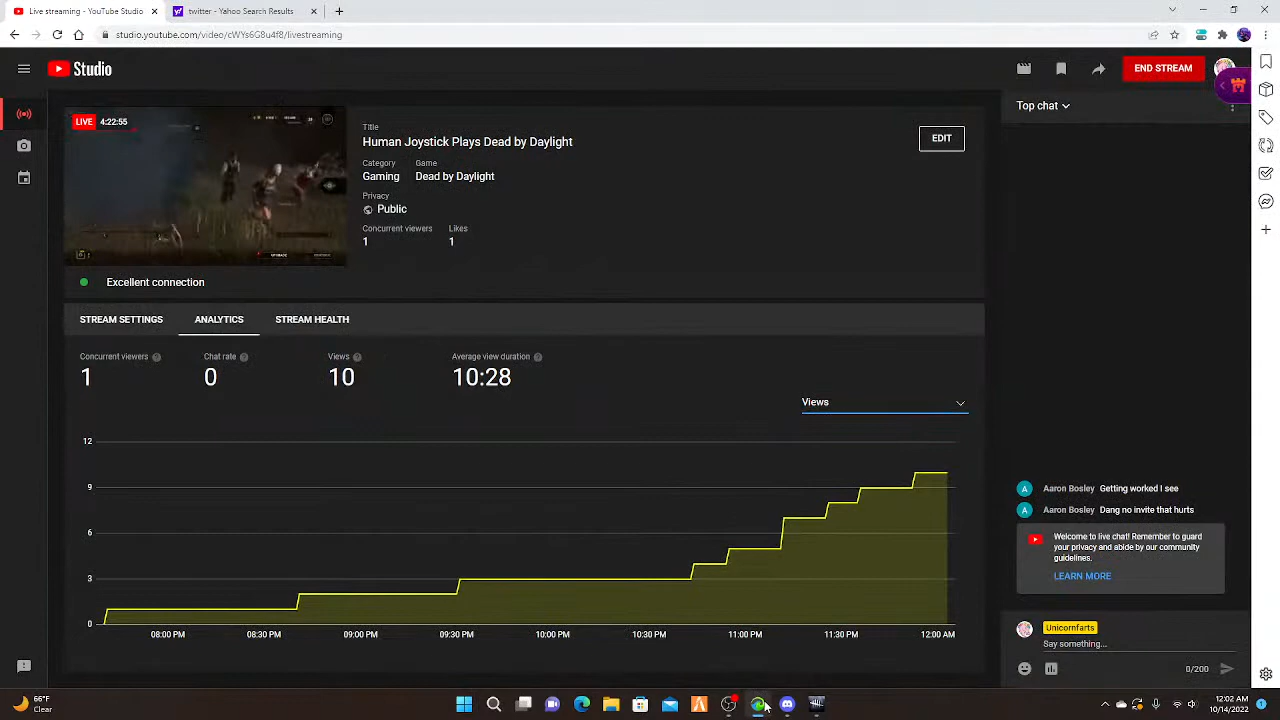 Live streaming - YouTube Studio
twitter - Yahoo Search Results
studio.youtube.com/video/cWYs6G8u4f8/livestreaming
Studio
END STREAM
LIVE 4:22:55
Title
Human Joystick Plays Dead by Daylight
EDIT
Category Game
Gaming Dead by Daylight
Privacy
Public
Concurrent viewers Likes
1 1
Excellent connection
STREAM SETTINGS ANALYTICS STREAM HEALTH
Concurrent viewers Chat rate Views Average view duration
1 0 10 10:28
Views
12
9
6
3
0
08:00 PM 08:30 PM 09:00 PM 09:30 PM 10:00 PM 10:30 PM 11:00 PM 11:30 PM 12:00 AM
Top chat
Aaron Bosley Getting worked I see
Aaron Bosley Dang no invite that hurts
Welcome to live chat! Remember to guard
your privacy and abide by our community
guidelines.
LEARN MORE
Unicornfarts
Say something...
0/200
66°F
Clear
12:02 AM
10/14/2022